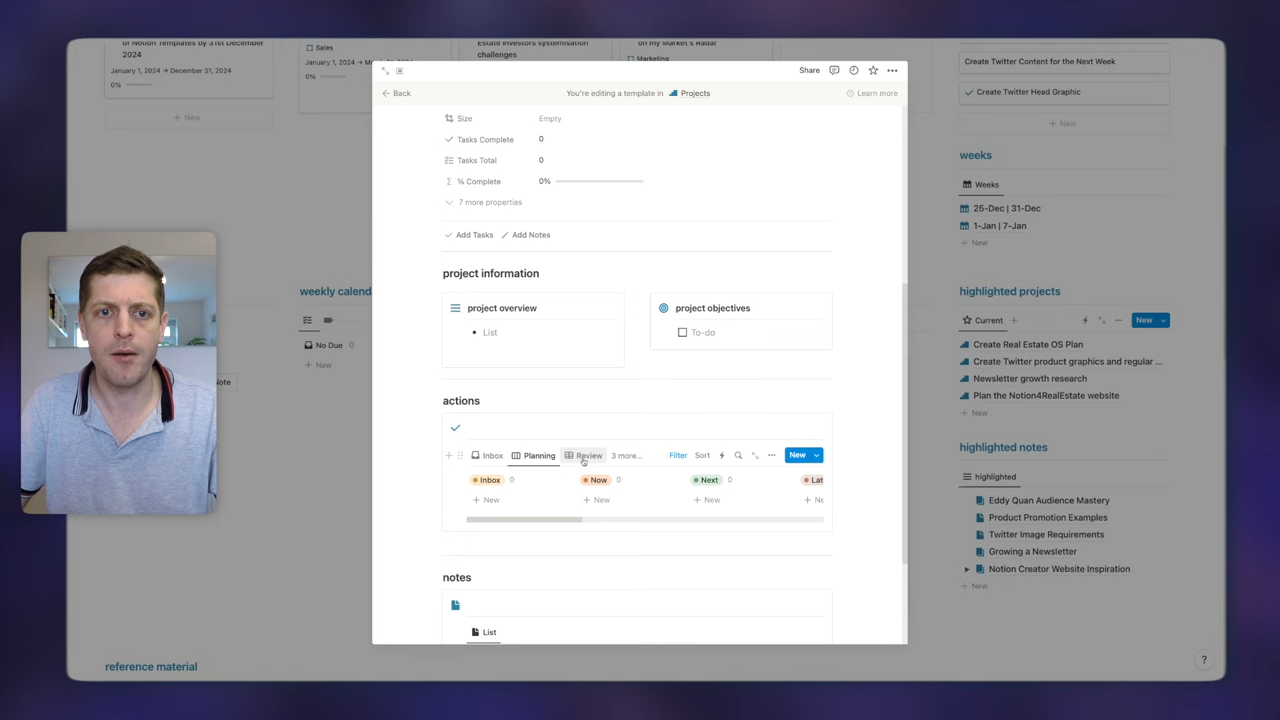 of Notion Templates by 31st December
2024
January 1, 2024 → December 31, 2024
0%
+ New
Sales
January 1, 2024 → Ma
0%
Estate Investors systemisation
challenges
on my Market's Radar
Marketing
Create Twitter Content for the Next Week
Create Twitter Head Graphic
+ New
weeks
Weeks
25-Dec | 31-Dec
1-Jan | 7-Jan
+ New
highlighted projects
Current + New
Create Real Estate OS Plan
Create Twitter product graphics and regular ...
Newsletter growth research
Plan the Notion4RealEstate website
+ New
highlighted notes
highlighted
Eddy Quan Audience Mastery
Product Promotion Examples
Twitter Image Requirements
Growing a Newsletter
Notion Creator Website Inspiration
+ New
weekly calend
No Due 0
+ New
Note
reference material
Share
Back
You're editing a template in Projects
Learn more
Size Empty
Tasks Complete 0
Tasks Total 0
% Complete 0%
7 more properties
Add Tasks Add Notes
project information
project overview
• List
project objectives
To-do
actions
Inbox Planning Review 3 more... Filter Sort New
Inbox 0 Now 0 Next 0 Lat
+ New + New + New + Ne
notes
List
?